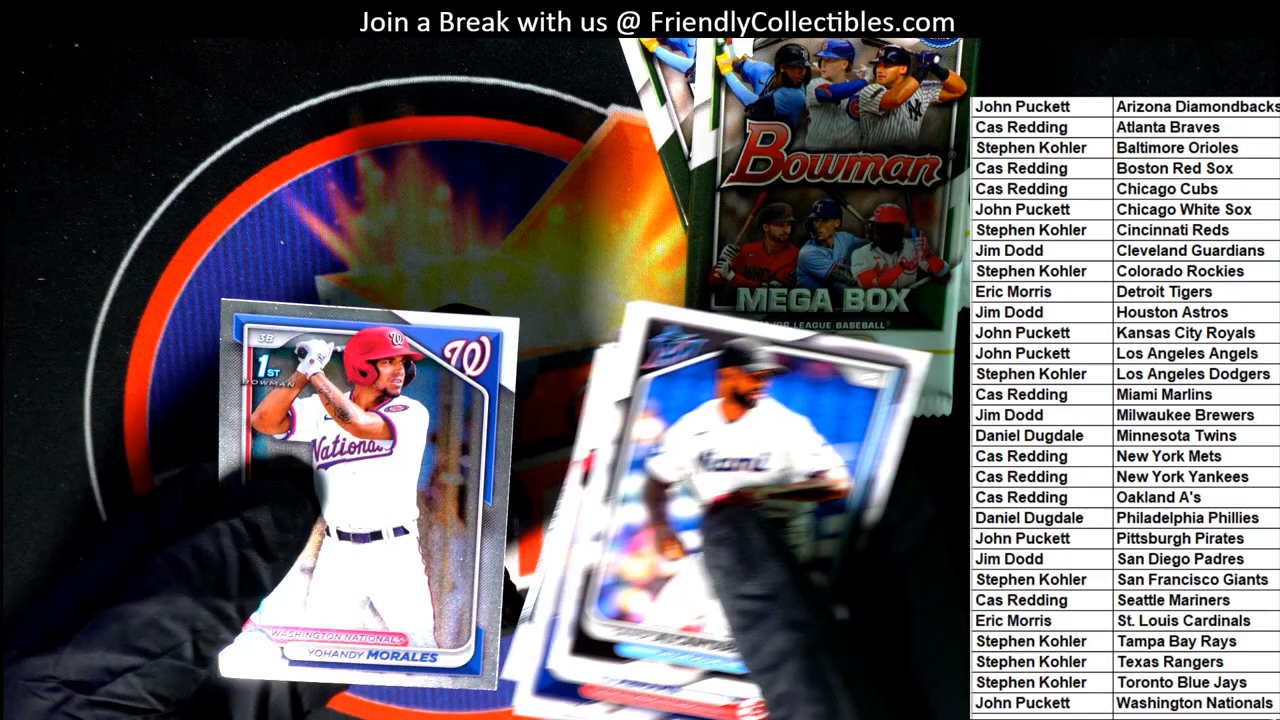 Join a Break with us @ FriendlyCollectibles.com
Bowman
MEGA BOX
MAJOR LEAGUE BASEBALL
3B
1ST
BOWMAN
W
W
Nationals
WASHINGTON NATIONALS
YOHANDY MORALES
Miami
John Puckett Arizona Diamondbacks
Cas Redding Atlanta Braves
Stephen Kohler Baltimore Orioles
Cas Redding Boston Red Sox
Cas Redding Chicago Cubs
John Puckett Chicago White Sox
Stephen Kohler Cincinnati Reds
Jim Dodd Cleveland Guardians
Stephen Kohler Colorado Rockies
Eric Morris Detroit Tigers
Jim Dodd Houston Astros
John Puckett Kansas City Royals
John Puckett Los Angeles Angels
Stephen Kohler Los Angeles Dodgers
Cas Redding Miami Marlins
Jim Dodd Milwaukee Brewers
Daniel Dugdale Minnesota Twins
Cas Redding New York Mets
Cas Redding New York Yankees
Cas Redding Oakland A's
Daniel Dugdale Philadelphia Phillies
John Puckett Pittsburgh Pirates
Jim Dodd San Diego Padres
Stephen Kohler San Francisco Giants
Cas Redding Seattle Mariners
Eric Morris St. Louis Cardinals
Stephen Kohler Tampa Bay Rays
Stephen Kohler Texas Rangers
Stephen Kohler Toronto Blue Jays
John Puckett Washington Nationals